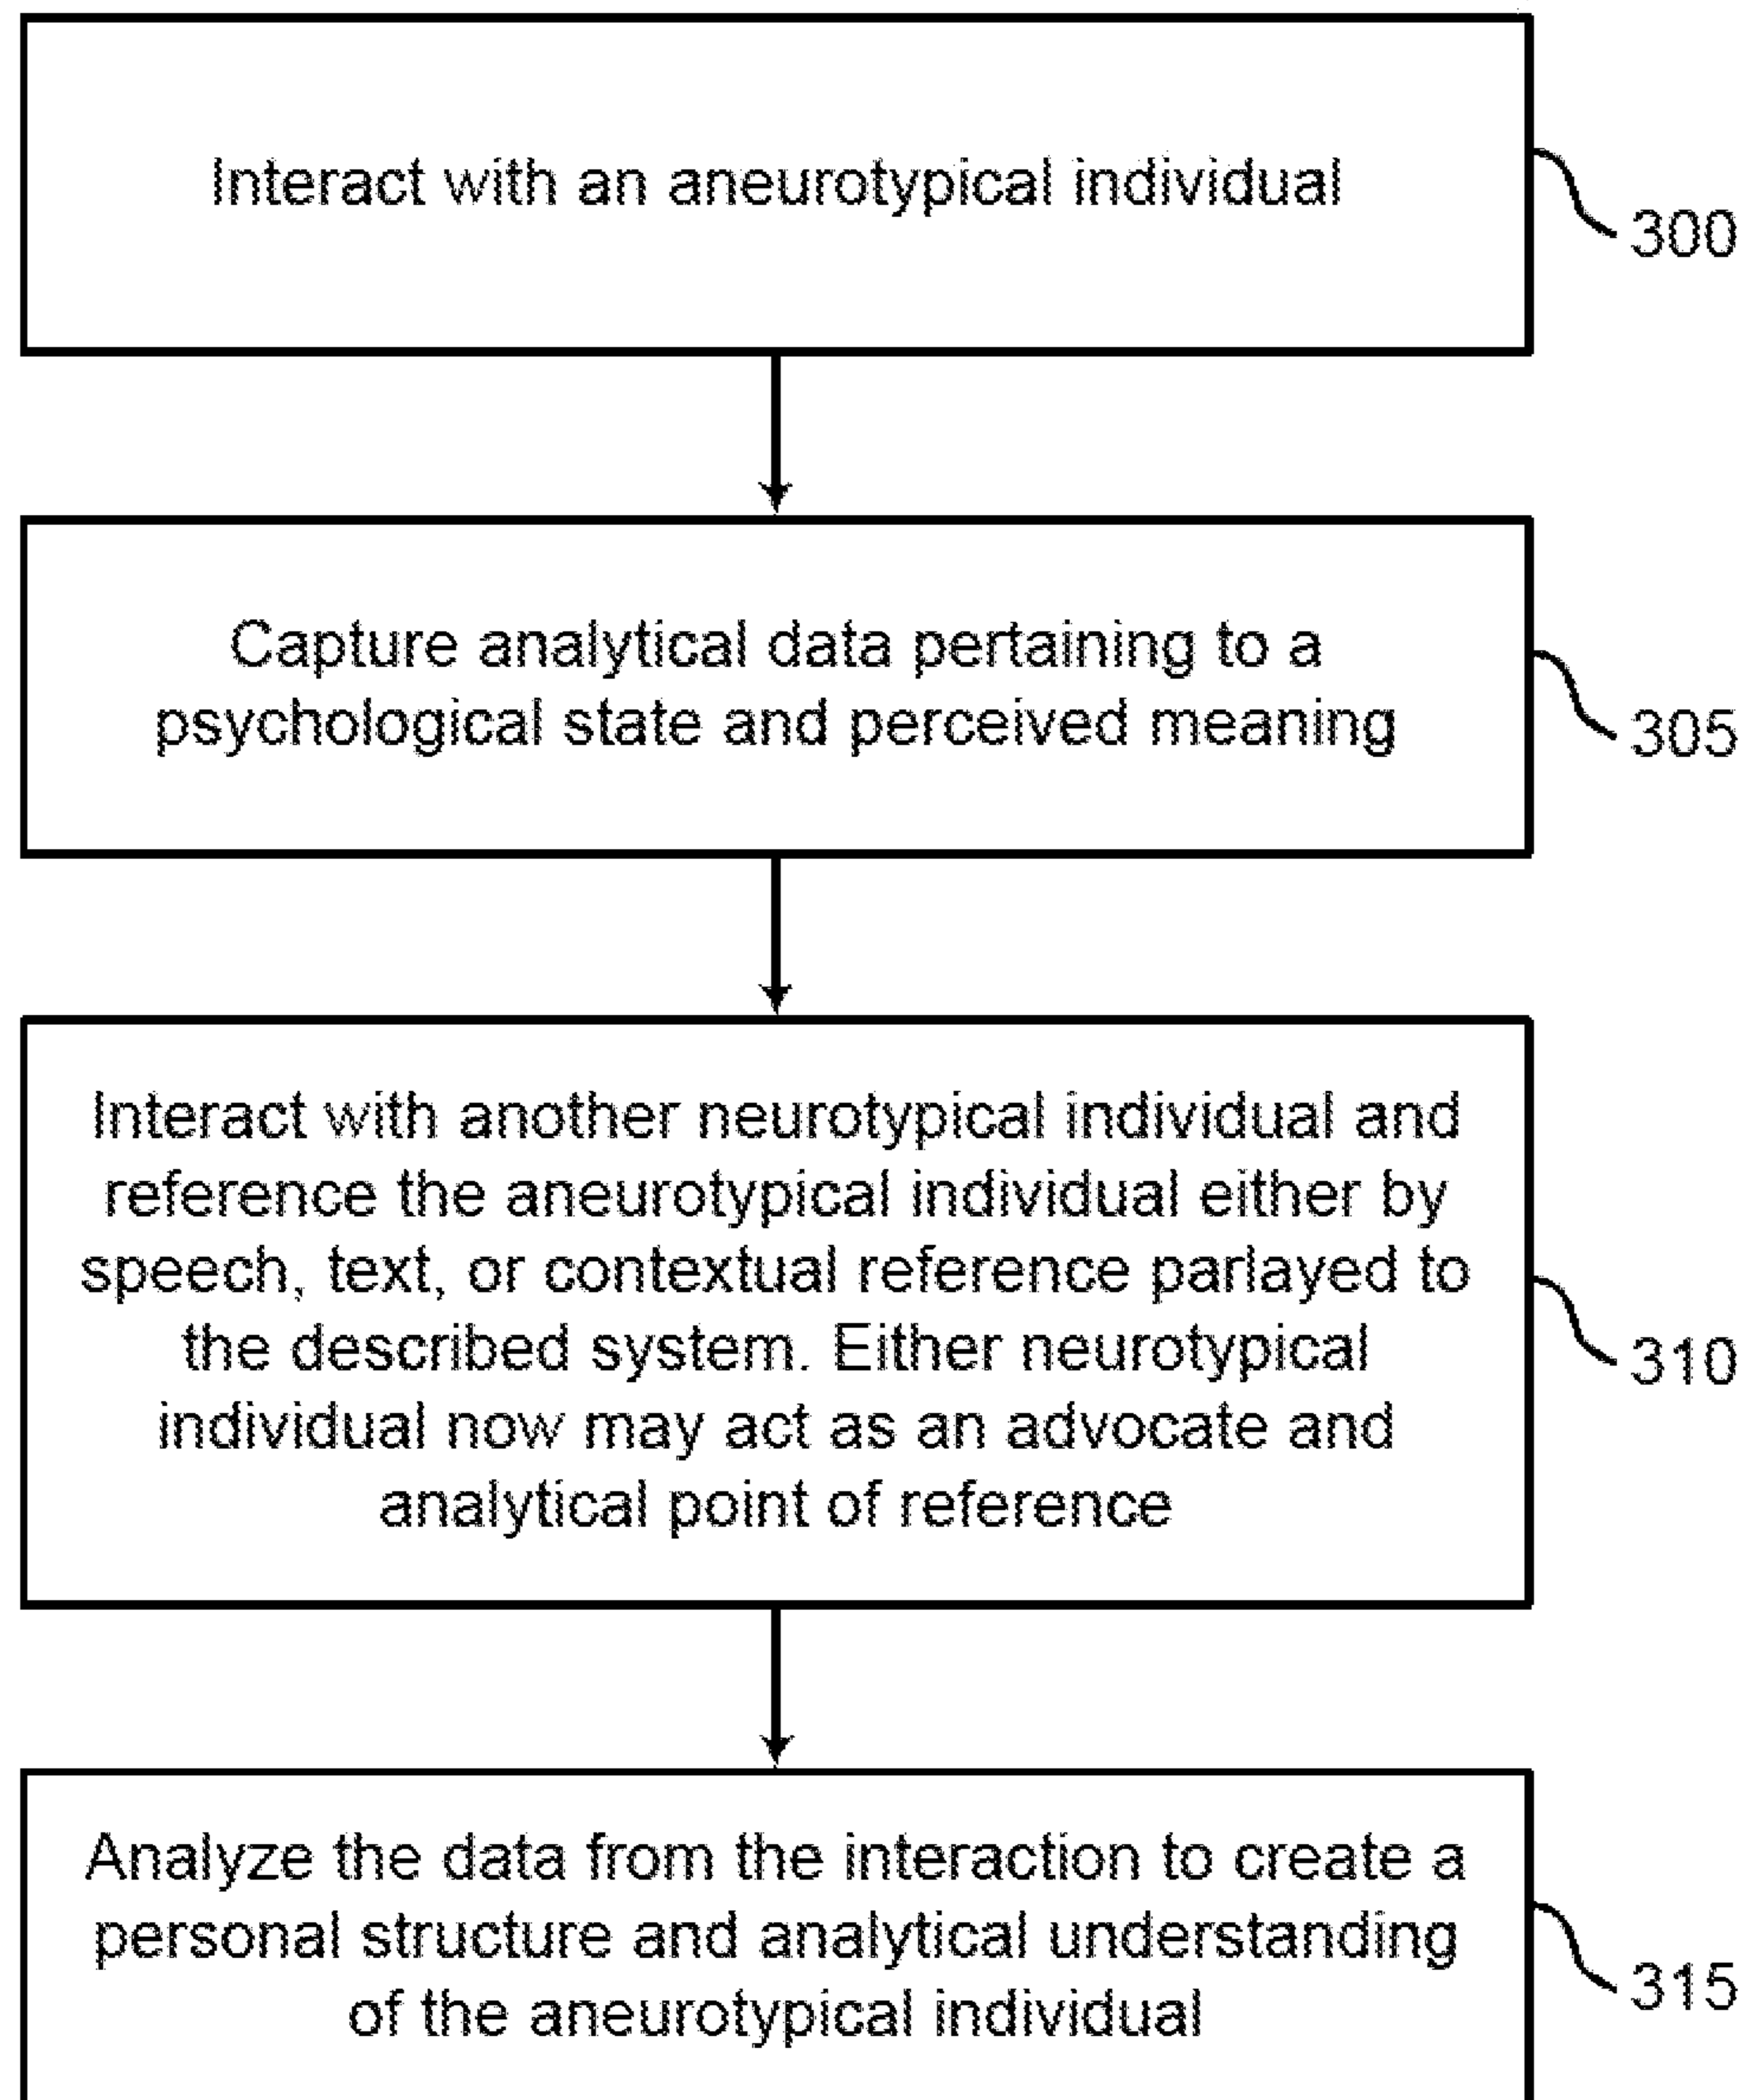 Interact with an aneurotypical individual
300
Capture analytical data pertaining to a
psychological state and perceived meaning
305
Interact with another neurotypical individual and
reference the aneurotypical individual either by
speech, text, or contextual reference parlayed to
the described system. Either neurotypical
individual now may act as an advocate and
analytical point of reference
310
Analyze the data from the interaction to create a
personal structure and analytical understanding
of the aneurotypical individual
315